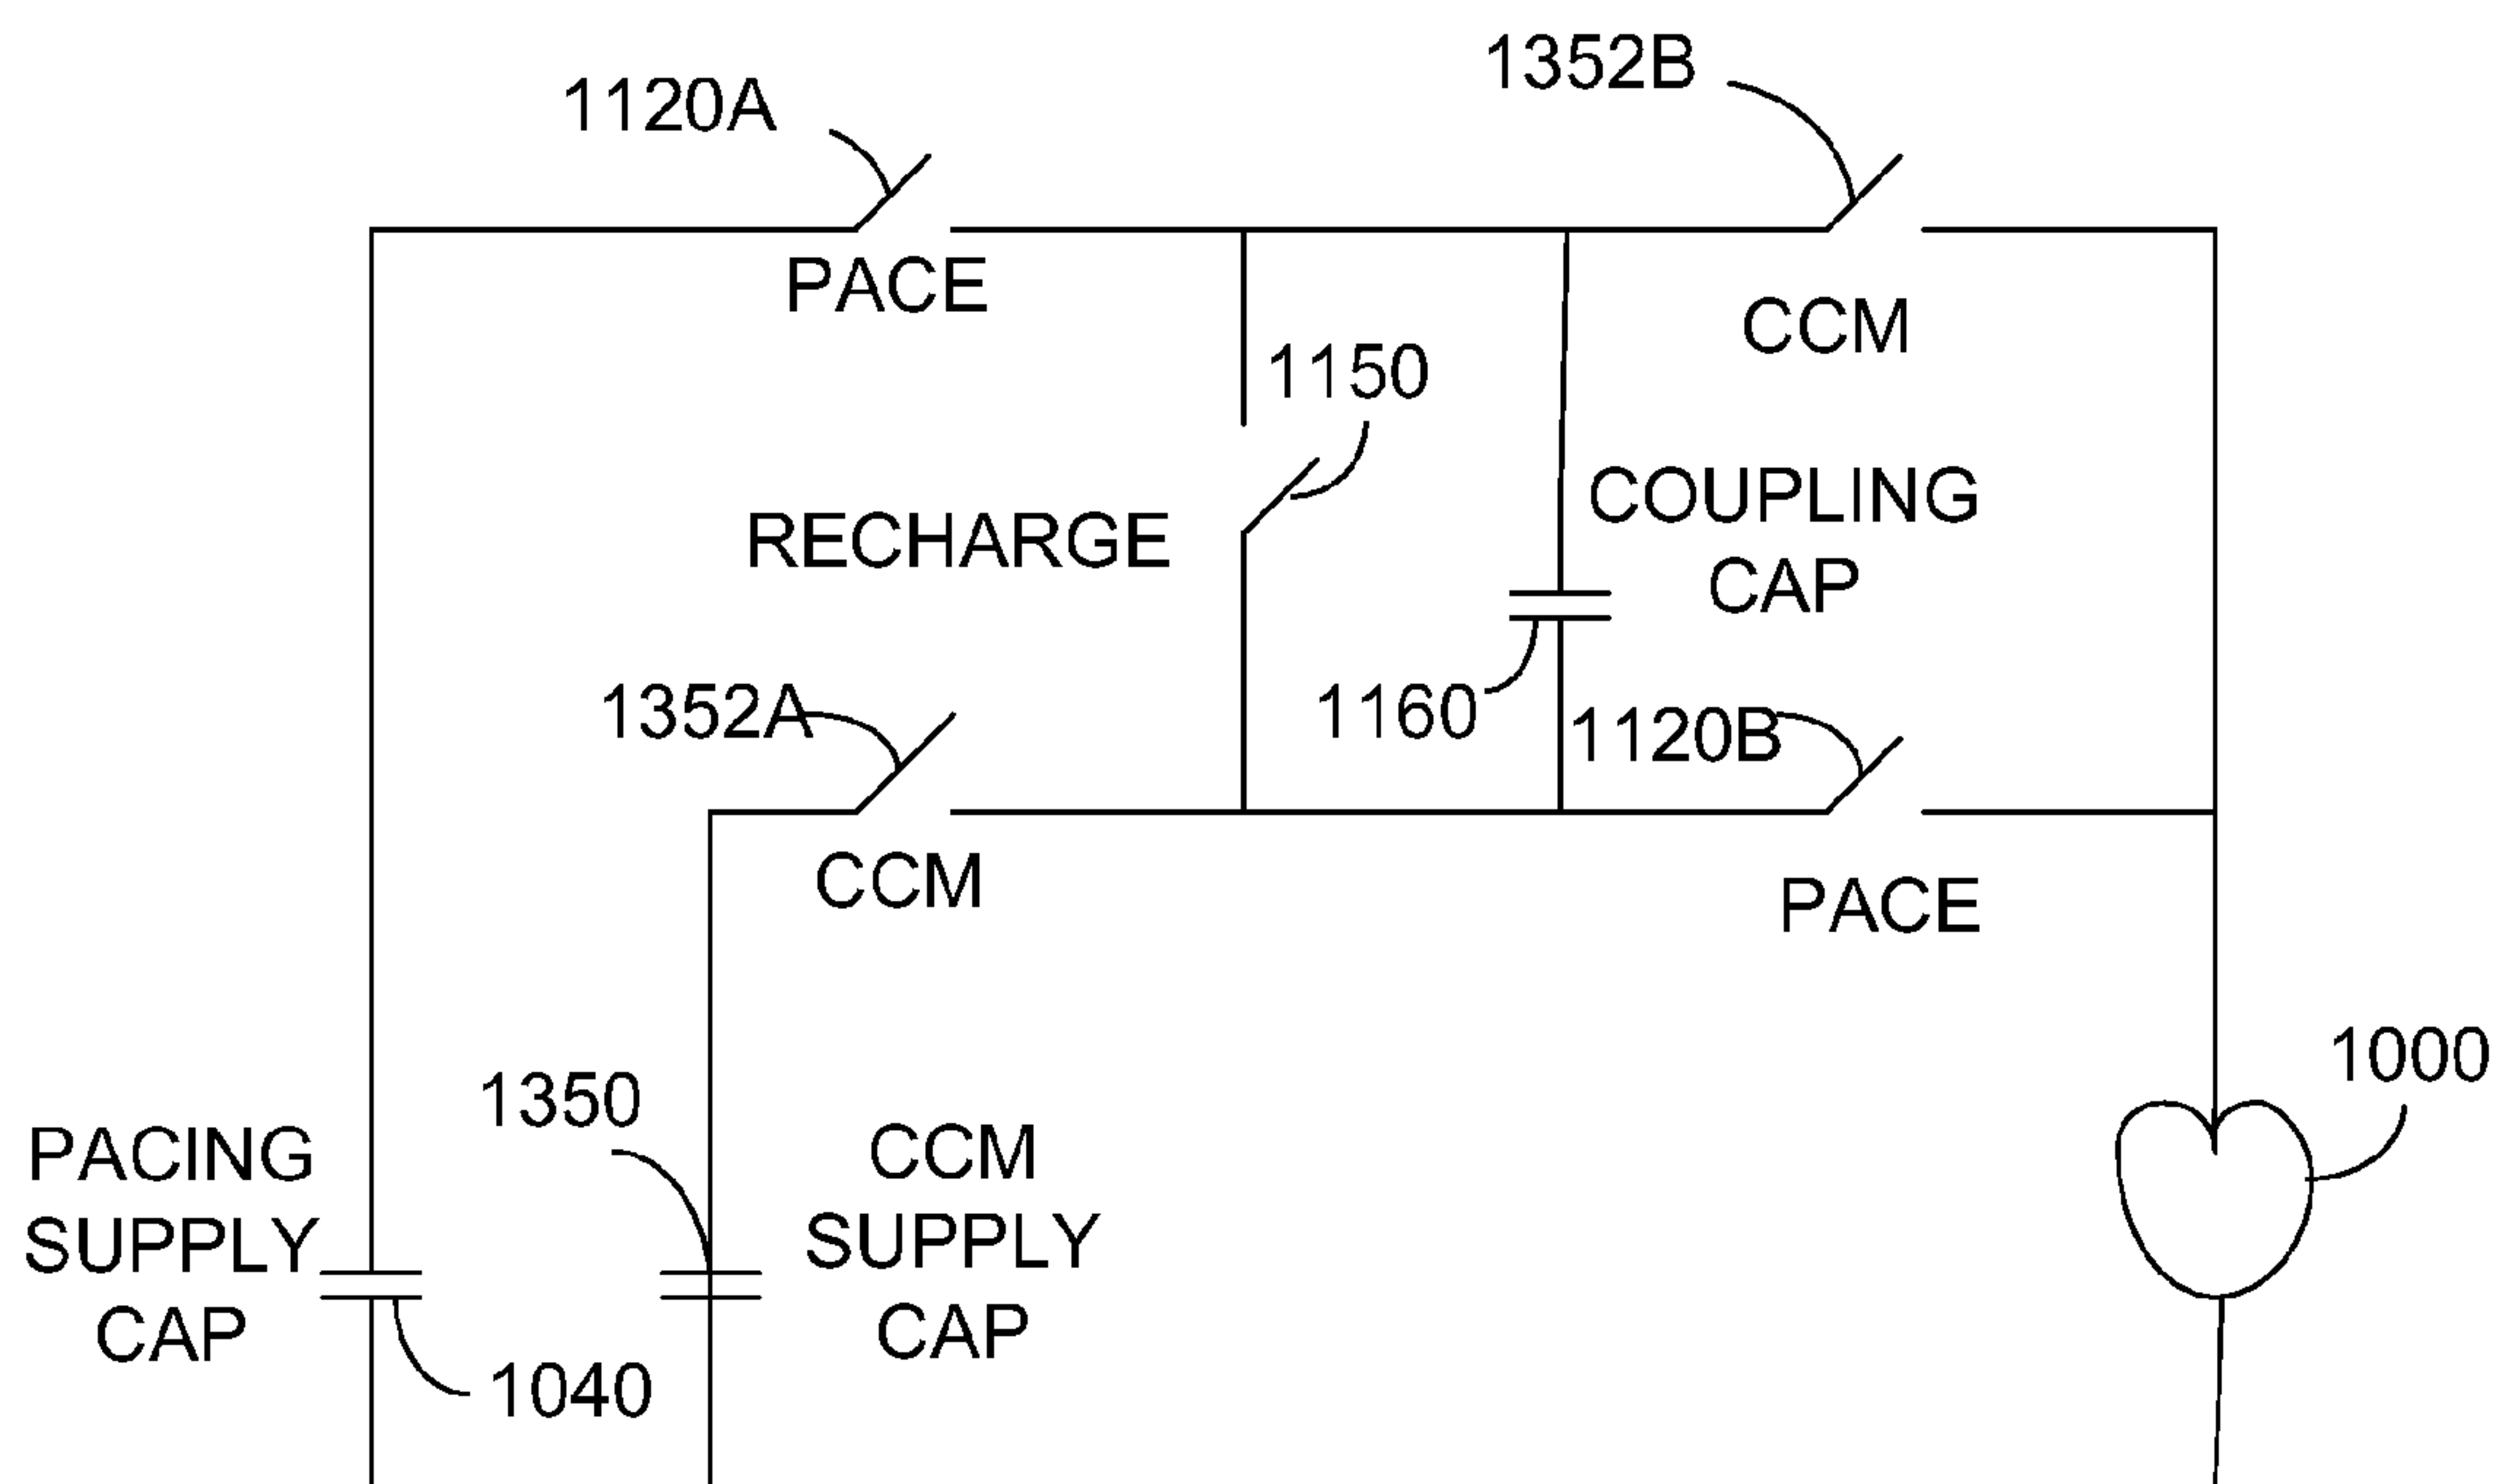 1352B
1120A
PACE
CCM
1150
COUPLING
CAP
RECHARGE
1352A
1160
1120B
CCM
PACE
1000
1350
PACING
SUPPLY
CAP
CCM
SUPPLY
CAP
1040